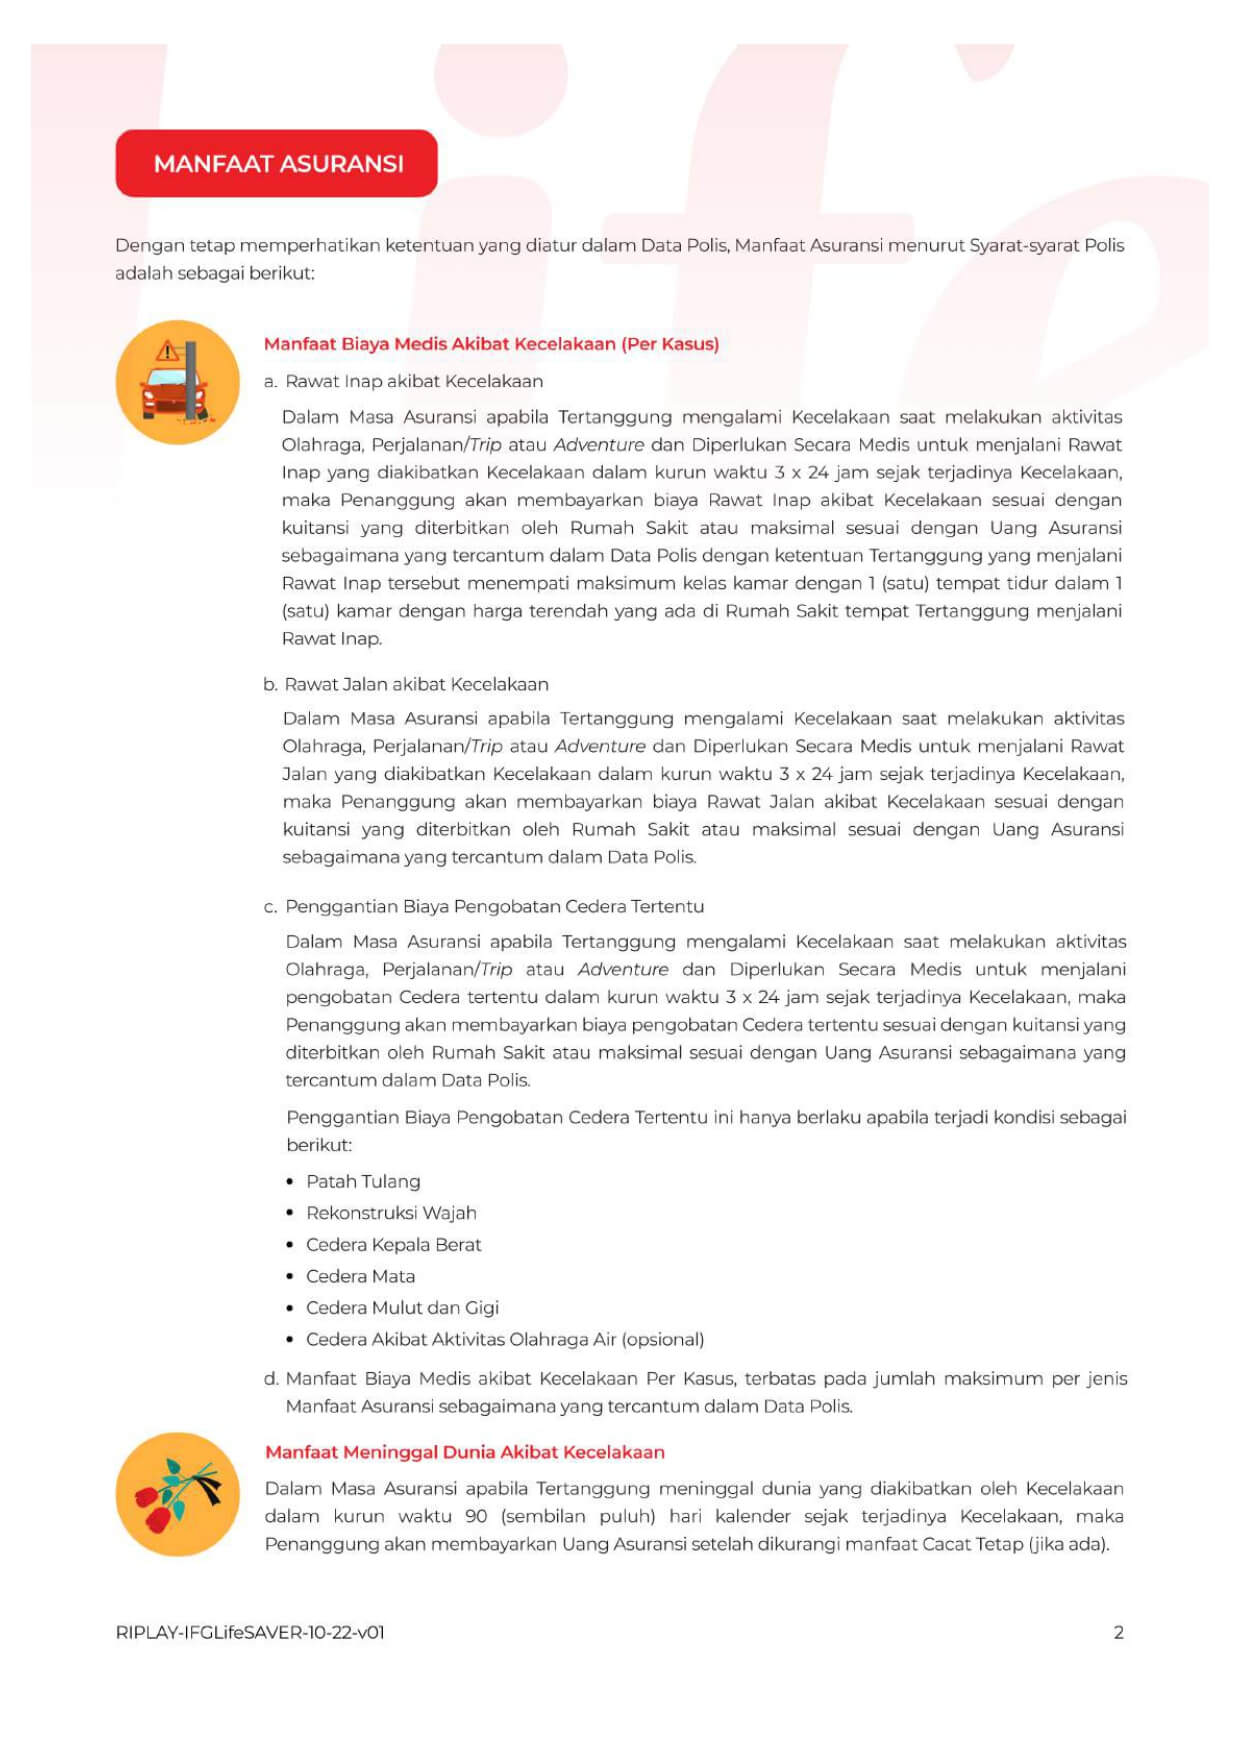 MANFAAT ASURANSI
Dengan tetap memperhatikan ketentuan yang diatur dalam Data Polis, Manfaat Asuransi menurut Syarat-syarat Polis
adalah sebagai berikut:
Manfaat Biaya Medis Akibat Kecelakaan (Per Kasus)
a. Rawat Inap akibat Kecelakaan
Dalam Masa Asuransi apabila Tertanggung mengalami Kecelakaan saat melakukan aktivitas
Olahraga, Perjalanan/Trip atau Adventure dan Diperlukan Secara Medis untuk menjalani Rawat
Inap yang diakibatkan Kecelakaan dalam kurun waktu 3 x 24 jam sejak terjadinya Kecelakaan,
maka Penanggung akan membayarkan biaya Rawat Inap akibat Kecelakaan sesuai dengan
kuitansi yang diterbitkan oleh Rumah Sakit atau maksimal sesuai dengan Uang Asuransi
sebagaimana yang tercantum dalam Data Polis dengan ketentuan Tertanggung yang menjalani
Rawat Inap tersebut menempati maksimum kelas kamar dengan 1 (satu) tempat tidur dalam 1
(satu) kamar dengan harga terendah yang ada di Rumah Sakit tempat Tertanggung menjalani
Rawat Inap.
b. Rawat Jalan akibat Kecelakaan
Dalam Masa Asuransi apabila Tertanggung mengalami Kecelakaan saat melakukan aktivitas
Olahraga, Perjalanan/Trip atau Adventure dan Diperlukan Secara Medis untuk menjalani Rawat
Jalan yang diakibatkan Kecelakaan dalam kurun waktu 3 x 24 jam sejak terjadinya Kecelakaan,
maka Penanggung akan membayarkan biaya Rawat Jalan akibat Kecelakaan sesuai dengan
kuitansi yang diterbitkan oleh Rumah Sakit atau maksimal sesuai dengan Uang Asuransi
sebagaimana yang tercantum dalam Data Polis.
c. Penggantian Biaya Pengobatan Cedera Tertentu
Dalam Masa Asuransi apabila Tertanggung mengalami Kecelakaan saat melakukan aktivitas
Olahraga, Perjalanan/Trip atau Adventure dan Diperlukan Secara Medis untuk menjalani
pengobatan Cedera tertentu dalam kurun waktu 3 x 24 jam sejak terjadinya Kecelakaan, maka
Penanggung akan membayarkan biaya pengobatan Cedera tertentu sesuai dengan kuitansi yang
diterbitkan oleh Rumah Sakit atau maksimal sesuai dengan Uang Asuransi sebagaimana yang
tercantum dalam Data Polis.
Penggantian Biaya Pengobatan Cedera Tertentu ini hanya berlaku apabila terjadi kondisi sebagai
berikut:
• Patah Tulang
• Rekonstruksi Wajah
• Cedera Kepala Berat
• Cedera Mata
• Cedera Mulut dan Gigi
• Cedera Akibat Aktivitas Olahraga Air (opsional)
d. Manfaat Biaya Medis akibat Kecelakaan Per Kasus, terbatas pada jumlah maksimum per jenis
Manfaat Asuransi sebagaimana yang tercantum dalam Data Polis.
Manfaat Meninggal Dunia Akibat Kecelakaan
Dalam Masa Asuransi apabila Tertanggung meninggal dunia yang diakibatkan oleh Kecelakaan
dalam kurun waktu 90 (sembilan puluh) hari kalender sejak terjadinya Kecelakaan, maka
Penanggung akan membayarkan Uang Asuransi setelah dikurangi manfaat Cacat Tetap (jika ada).
RIPLAY-IFGLifeSAVER-10-22-v01
2